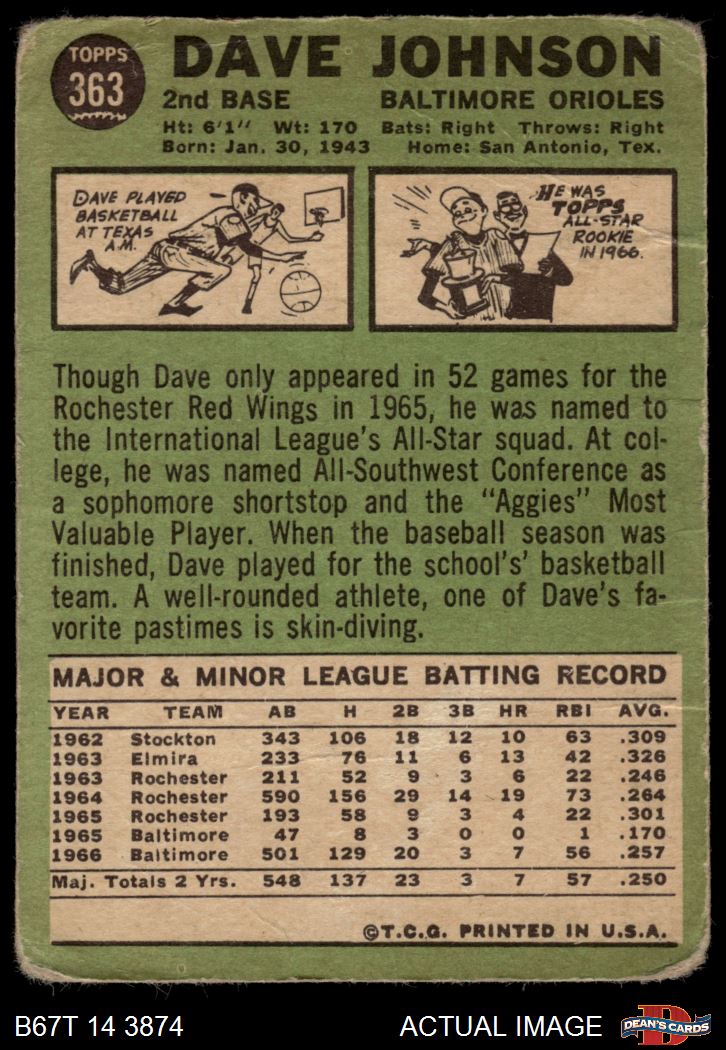 TOPPS
363
DAVE JOHNSON
2nd BASE BALTIMORE ORIOLES
Ht: 6'1" Wt: 170 Bats: Right Throws: Right
Born: Jan. 30, 1943 Home: San Antonio, Tex.
DAVE PLAYED
BASKETBALL
AT TEXAS
A.M.
HE WAS
TOPPS
ALL-STAR
ROOKIE
IN 1966.
Though Dave only appeared in 52 games for the
Rochester Red Wings in 1965, he was named to
the International League's All-Star squad. At col-
lege, he was named All-Southwest Conference as
a sophomore shortstop and the "Aggies" Most
Valuable Player. When the baseball season was
finished, Dave played for the school's' basketball
team. A well-rounded athlete, one of Dave's fa-
vorite pastimes is skin-diving.
MAJOR & MINOR LEAGUE BATTING RECORD
YEAR TEAM AB H 2B 3B HR RBI AVG.
1962 Stockton 343 106 18 12 10 63 .309
1963 Elmira 233 76 11 6 13 42 .326
1963 Rochester 211 52 9 3 6 22 .246
1964 Rochester 590 156 29 14 19 73 .264
1965 Rochester 193 58 9 3 4 22 .301
1965 Baltimore 47 8 3 0 0 1 .170
1966 Baltimore 501 129 20 3 7 56 .257
Maj. Totals 2 Yrs. 548 137 23 3 7 57 .250
©T.C.G. PRINTED IN U.S.A.
B67T 14 3874 ACTUAL IMAGE
D
DEAN'S CARDS